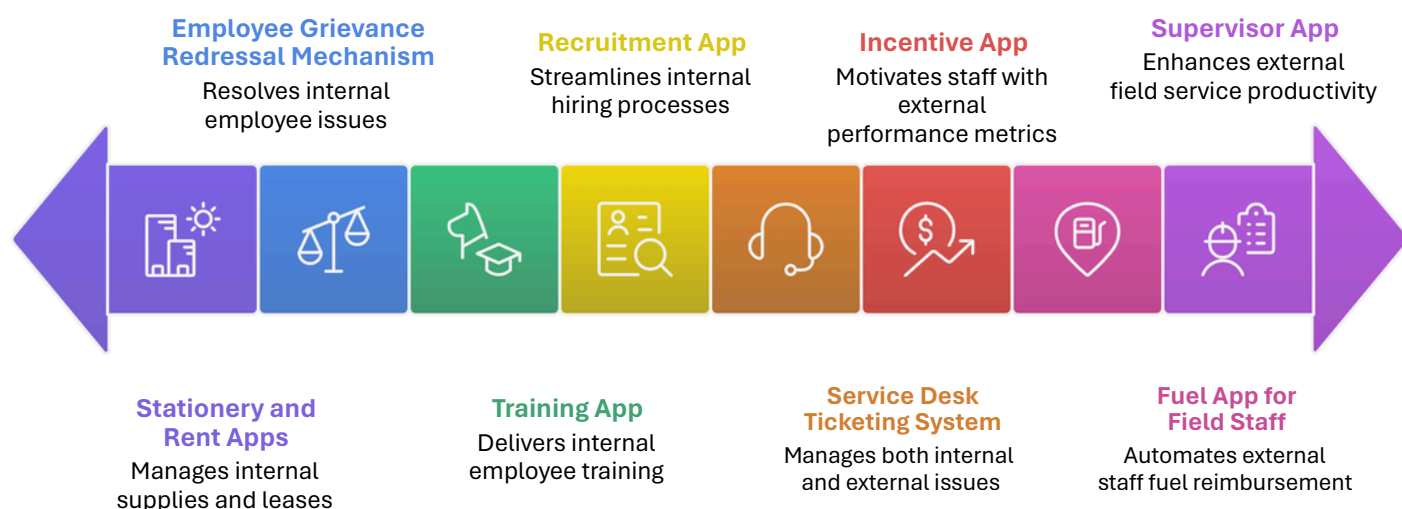 Employee Grievance
Redressal Mechanism
Resolves internal
employee issues
Recruitment App
Streamlines internal
hiring processes
Incentive App
Motivates staff with
external
performance metrics
Supervisor App
Enhances external
field service productivity
$
Stationery and
Rent Apps
Manages internal
supplies and leases
Training App
Delivers internal
employee training
Service Desk
Ticketing System
Manages both internal
and external issues
Fuel App for
Field Staff
Automates external
staff fuel reimbursement